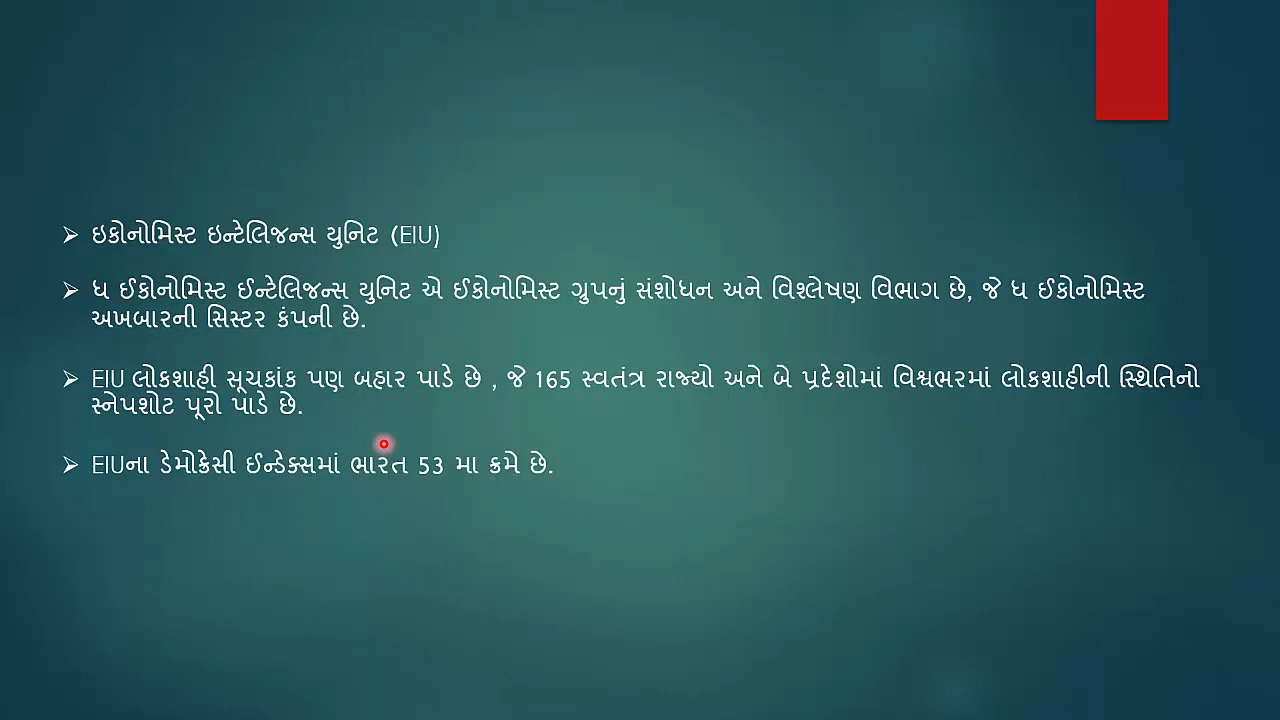 ઇકોનોમિસ્ટ ઇન્ટેલિજન્સ યુનિટ (EIU)
ધ ઈકોનોમિસ્ટ ઈન્ટેલિજન્સ યુનિટ એ ઈકોનોમિસ્ટ ગ્રુપનું સંશોધન અને વિશ્લેષણ વિભાગ છે, જે ધ ઈકોનોમિસ્ટ
અખબારની સિસ્ટર કંપની છે.
EIU લોકશાહી સૂચકાંક પણ બહાર પાડે છે , જે 165 સ્વતંત્ર રાજ્યો અને બે પ્રદેશોમાં વિશ્વભરમાં લોકશાહીની સ્થિતિનો
સ્નેપશોટ પૂરો પાડે છે.
EIUના ડેમોક્રેસી ઈન્ડેક્સમાં ભારત 53 મા ક્રમે છે.